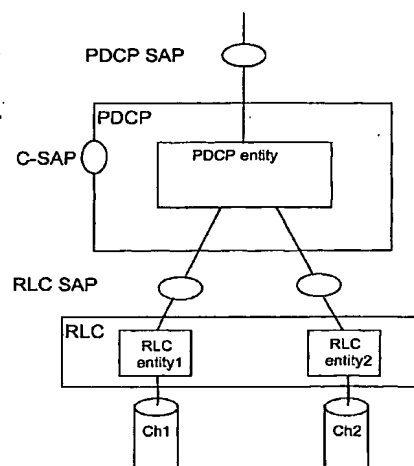 PDCP SAP
PDCP
C-SAP
PDCP entity
RLC SAP
RLC
RLC
entity1
RLC
entity2
Ch1
Ch2